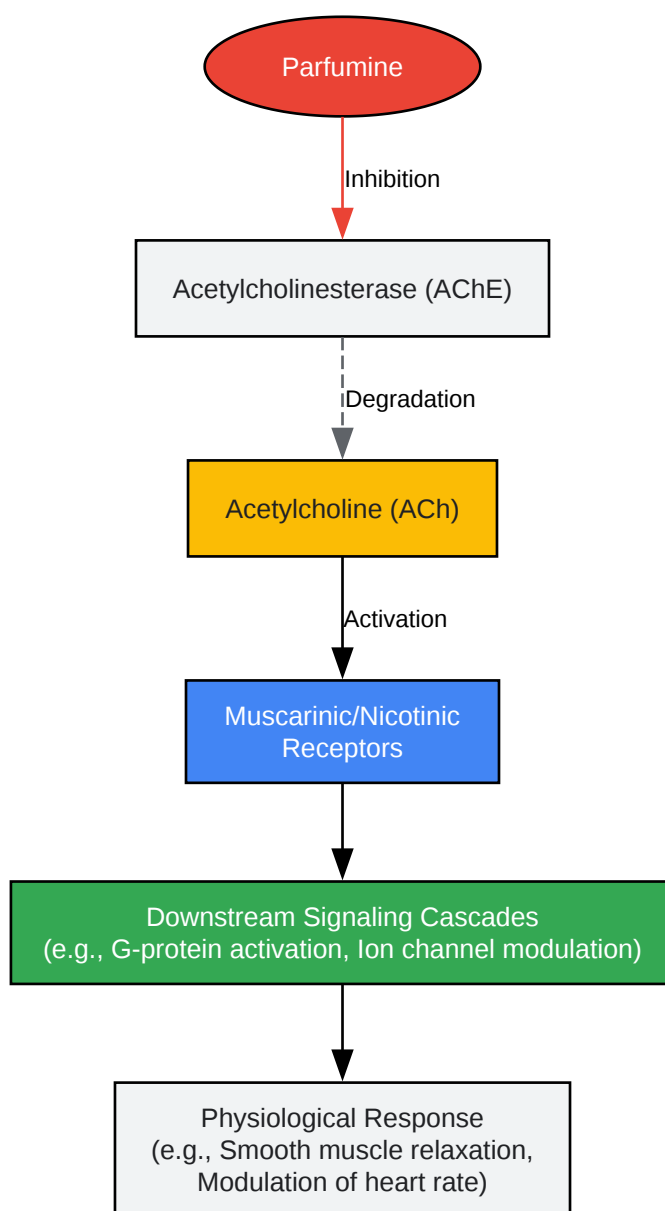 Parfumine
Inhibition
Acetylcholinesterase (AChE)
Degradation
Acetylcholine (ACh)
Activation
Muscarinic/Nicotinic
Receptors
Downstream Signaling Cascades
(e.g., G-protein activation, Ion channel modulation)
Physiological Response
(e.g., Smooth muscle relaxation,
Modulation of heart rate)